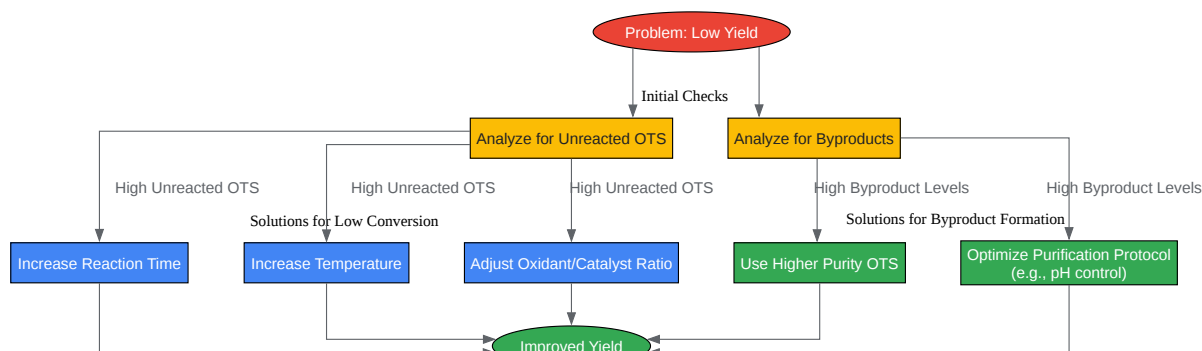 Problem: Low Yield
Initial Checks
Analyze for Unreacted OTS
Analyze for Byproducts
High Unreacted OTS
High Unreacted OTS
High Unreacted OTS
High Byproduct Levels
High Byproduct Levels
Solutions for Low Conversion
Solutions for Byproduct Formation
Increase Reaction Time
Increase Temperature
Adjust Oxidant/Catalyst Ratio
Use Higher Purity OTS
Optimize Purification Protocol
(e.g., pH control)
Improved Yield